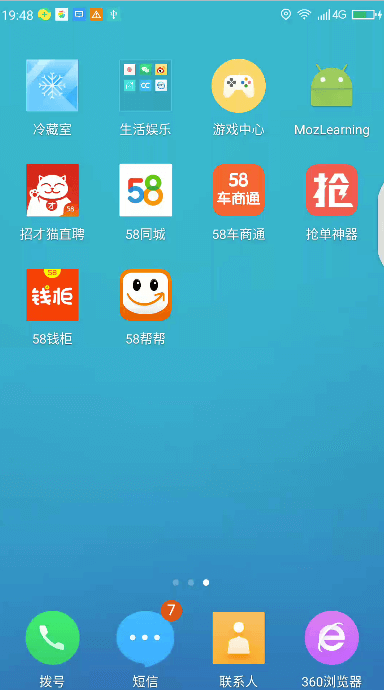 19:48
4G
冷藏室
生活娱乐
游戏中心
MozLearning
才
58
58
58
车商通
抢
招才猫直聘
58同城
58车商通
抢单神器
58
钱柜
58钱柜
58帮帮
7
拨号
短信
联系人
360浏览器